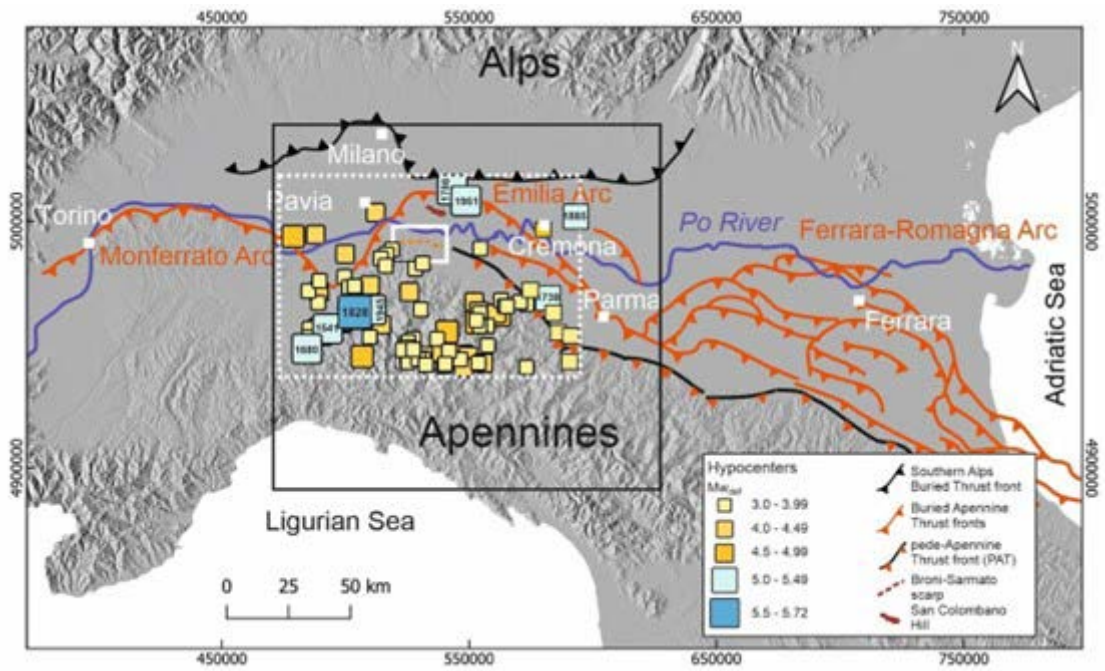 450000
550000
650000
750000
Alps
N
Milano
Pavia
1951
Emilia Arc
1885
Torino
5000000
5000000
Monferrato Arc
Po River
Ferrara-Romagna Arc
Cremona
Adriatic Sea
1738
Parma
Ferrara
1828
1945
1541
1680
Apennines
4900000
4900000
Ligurian Sea
0 25 50 km
Hypocenters
3.0 - 3.99
4.0 - 4.49
4.5 - 4.99
5.0 - 5.49
5.5 - 5.72
Southern Alps
Buried Thrust front
Buried Apennine
Thrust fronts
pede-Apennine
Thrust front (PAT)
Broni-Sarmato
scarp
San Colombano
Hill
450000
550000
650000
750000